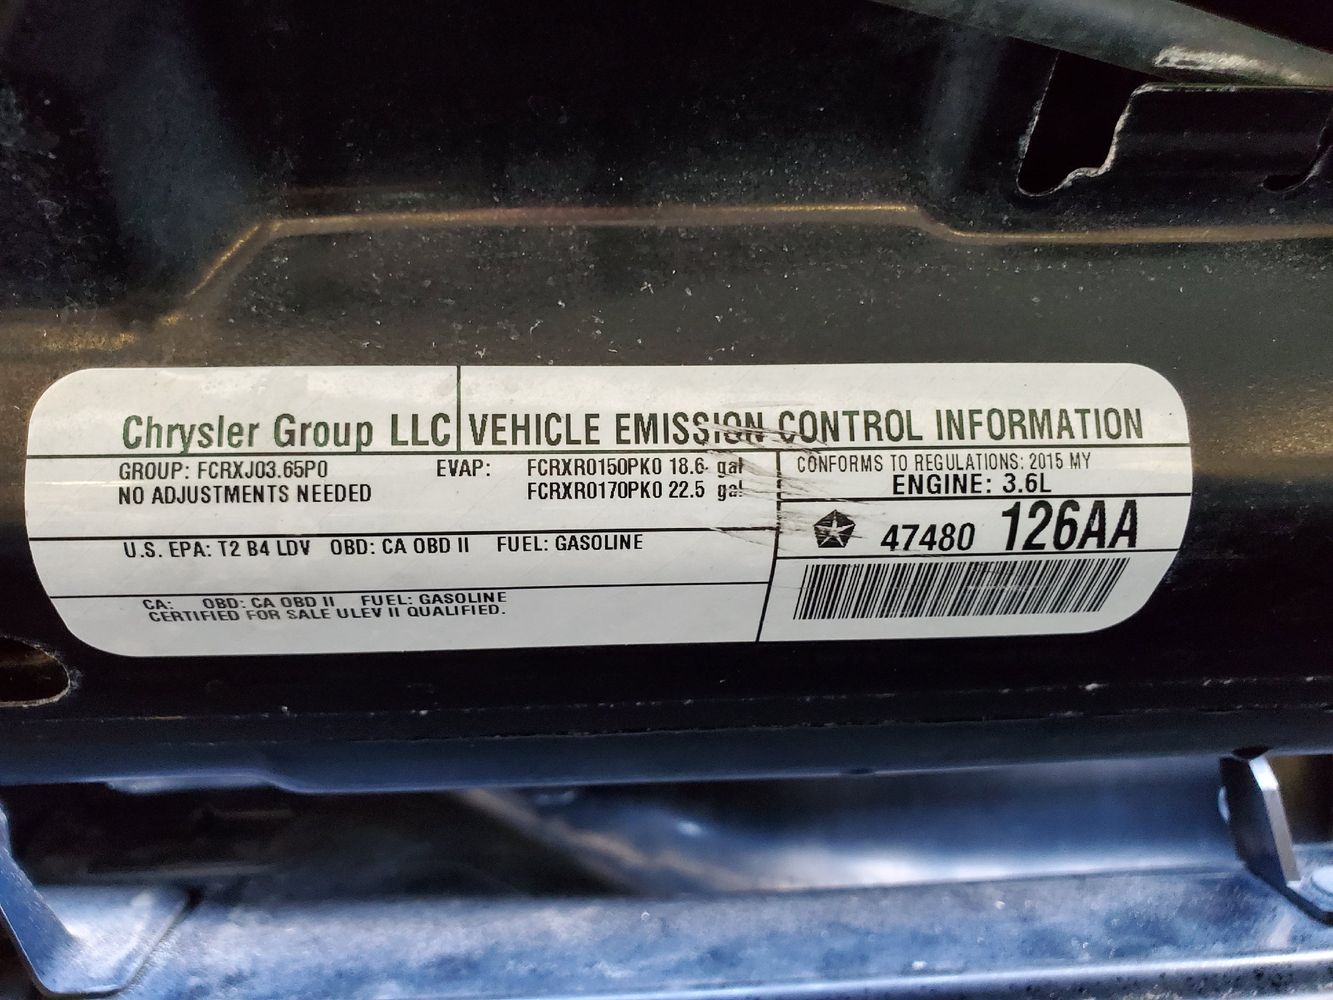 Chrysler Group LLC VEHICLE EMISSION CONTROL INFORMATION
GROUP: FCRXJ03.65P0 EVAP: FCRXR0150PK0 18.6 gal
NO ADJUSTMENTS NEEDED FCRXR0170PK0 22.5 gal
CONFORMS TO REGULATIONS: 2015 MY
ENGINE: 3.6L
47480 126AA
U.S. EPA: T2 B4 LDV OBD: CA OBD II FUEL: GASOLINE
CA: OBD: CA OBD II FUEL: GASOLINE
CERTIFIED FOR SALE ULEV II QUALIFIED.